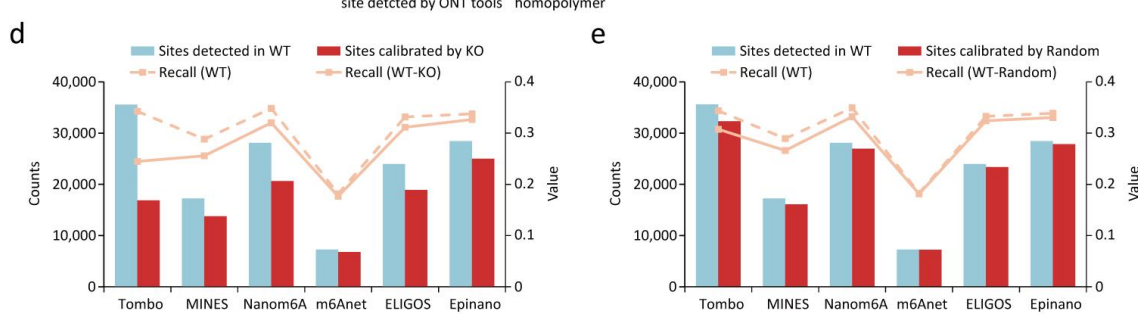 site detcted by ONT tools homopolymer
d
Sites detected in WT Sites calibrated by KO
Recall (WT) Recall (WT-KO)
40,000
30,000
20,000
10,000
0
Counts
0.4
0.3
0.2
0.1
0
Value
Tombo MINES Nanom6A m6Anet ELIGOS Epinano
e
Sites detected in WT Sites calibrated by Random
Recall (WT) Recall (WT-Random)
40,000
30,000
20,000
10,000
0
Counts
0.4
0.3
0.2
0.1
0
Value
Tombo MINES Nanom6A m6Anet ELIGOS Epinano